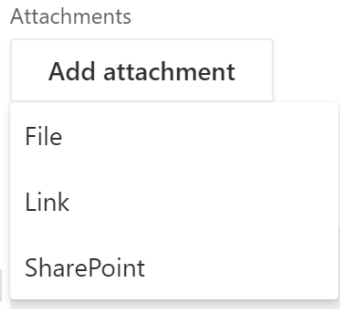 Attachments
Add attachment
File
Link
SharePoint